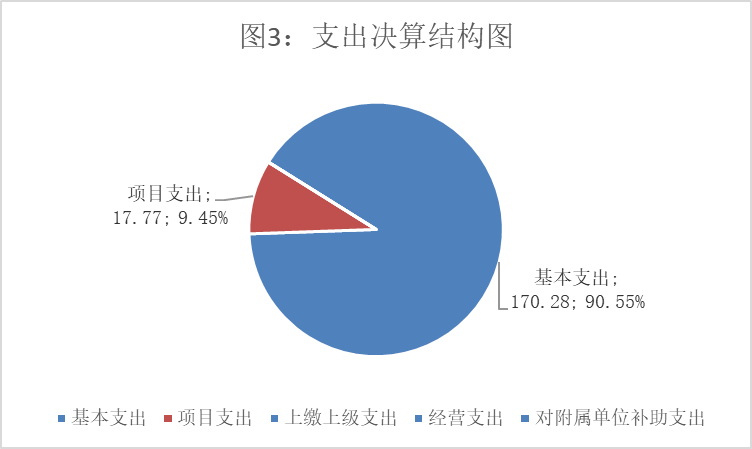 图3：支出决算结构图
项目支出;
17.77; 9.45%
基本支出;
170.28; 90.55%
基本支出 项目支出 上缴上级支出 经营支出 对附属单位补助支出